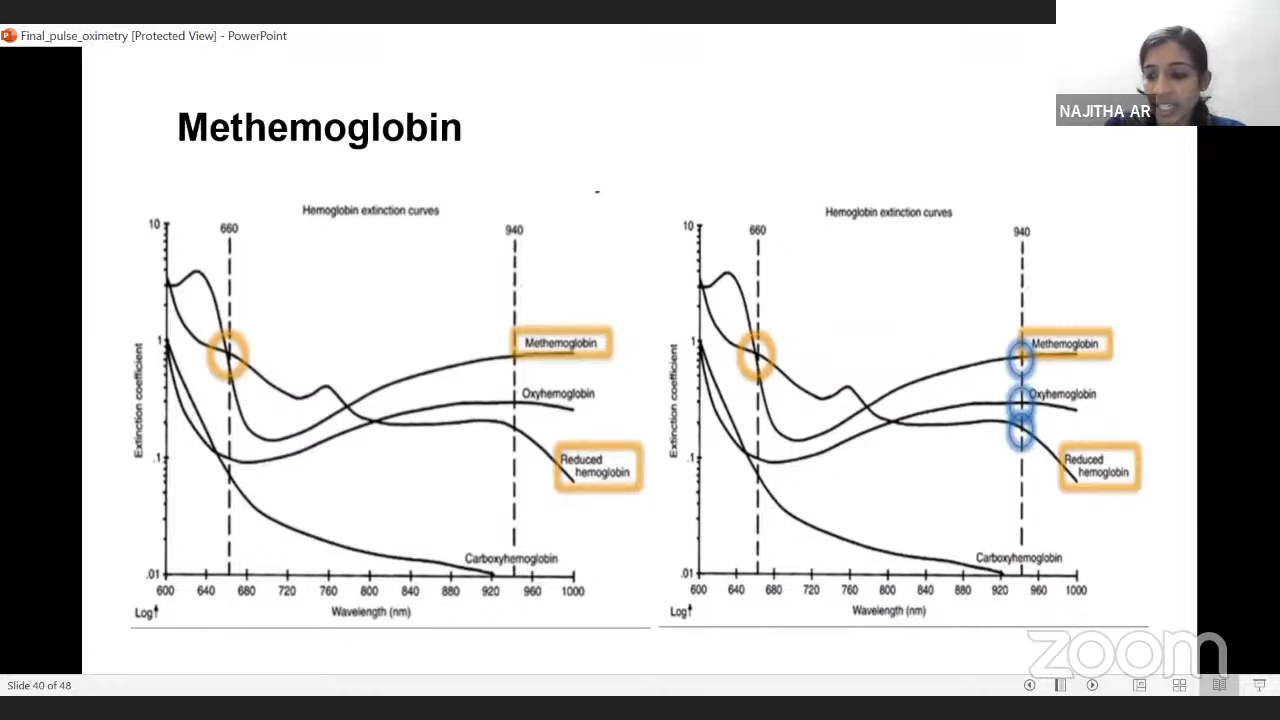 Final_pulse_oximetry [Protected View] - PowerPoint
NAJITHA AR
Methemoglobin
Hemoglobin extinction curves
660
940
10
1
.1
.01
Extinction coefficient
Methemoglobin
Oxyhemoglobin
Reduced
hemoglobin
Carboxyhemoglobin
600 640 680 720 760 800 840 880 920 960 1000
Log↑
Wavelength (nm)
Hemoglobin extinction curves
660
940
10
1
.1
.01
Extinction coefficient
Methemoglobin
Oxyhemoglobin
Reduced
hemoglobin
Carboxyhemoglobin
600 640 680 720 760 800 840 880 920 960 1000
Log↑
Wavelength (nm)
zoom
Slide 40 of 48